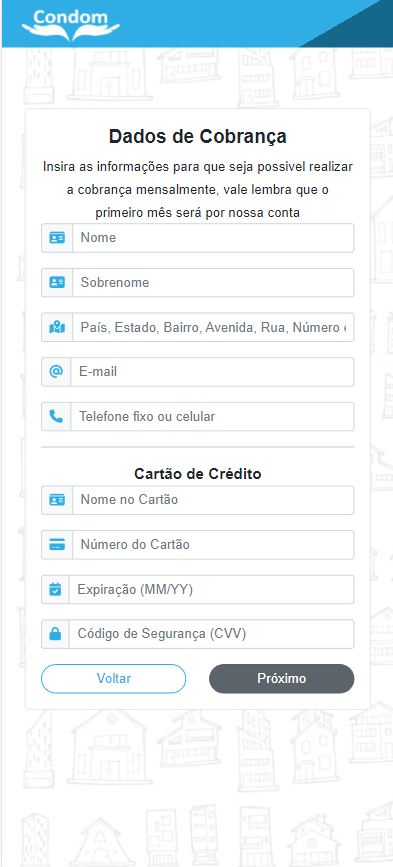 Condom
Dados de Cobrança
Insira as informações para que seja possivel realizar
a cobrança mensalmente, vale lembra que o
primeiro mês será por nossa conta
Nome
Sobrenome
País, Estado, Bairro, Avenida, Rua, Número e
E-mail
Telefone fixo ou celular
Cartão de Crédito
Nome no Cartão
Número do Cartão
Expiração (MM/YY)
Código de Segurança (CVV)
Voltar
Próximo